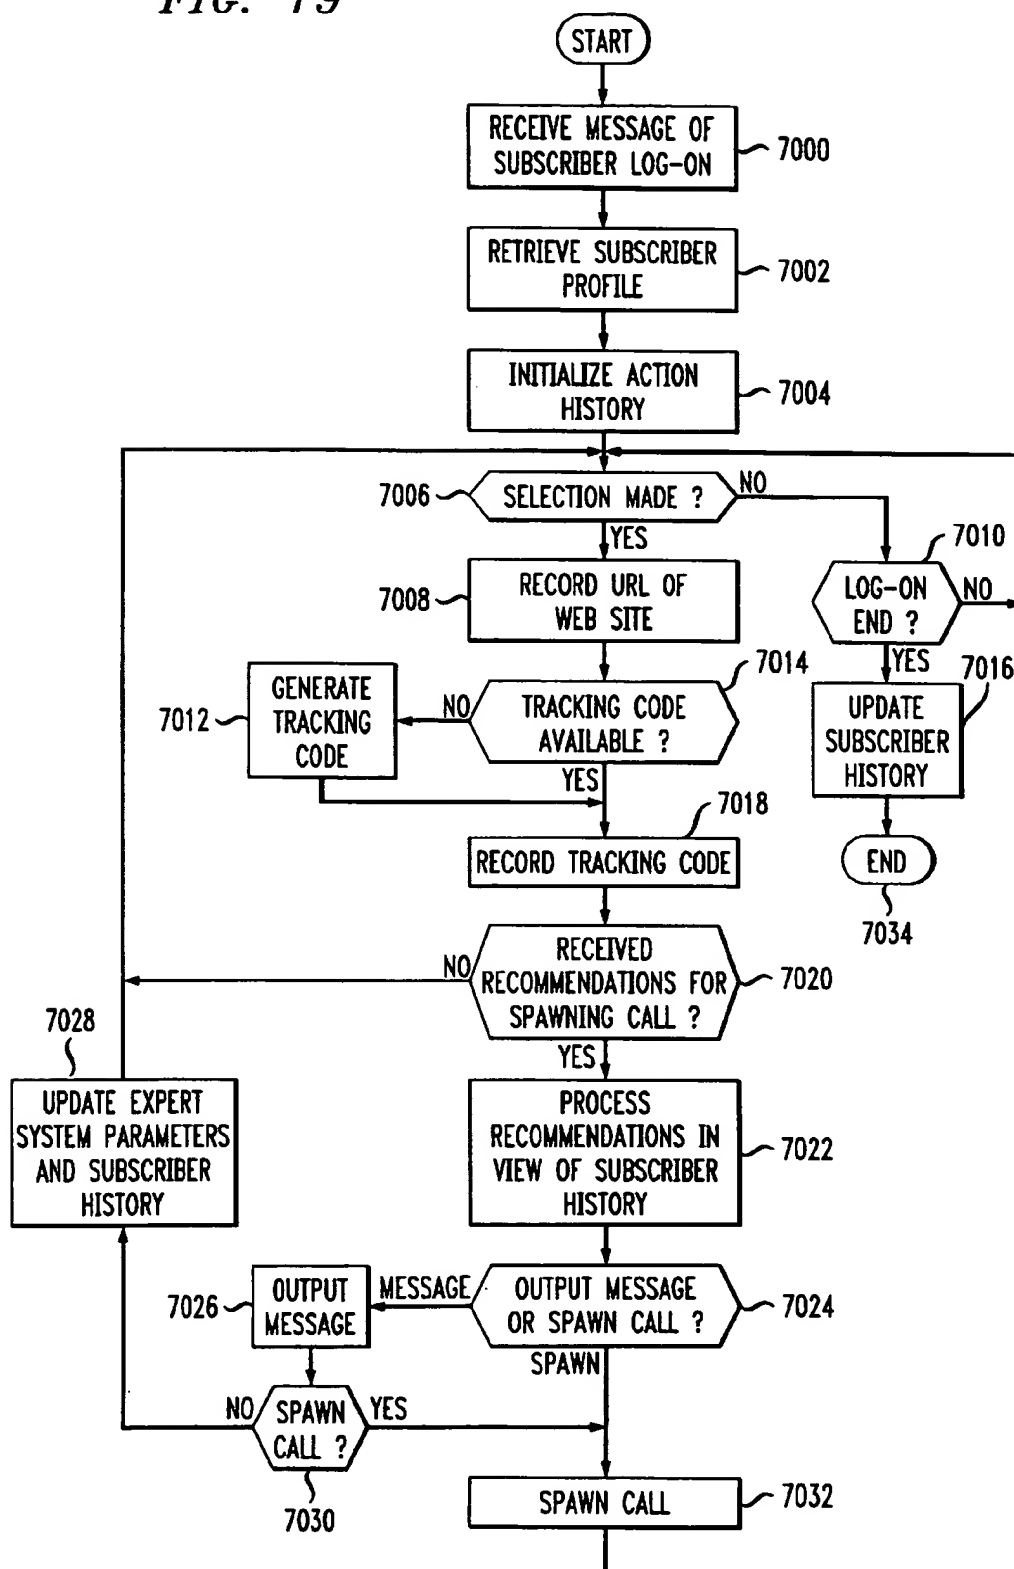 FIG. 79
START
RECEIVE MESSAGE OF
SUBSCRIBER LOG-ON
7000
RETRIEVE SUBSCRIBER
PROFILE
7002
INITIALIZE ACTION
HISTORY
7004
7006
SELECTION MADE ?
NO
YES
7010
LOG-ON
END ?
NO
7008
RECORD URL OF
WEB SITE
YES
7016
UPDATE
SUBSCRIBER
HISTORY
7014
TRACKING CODE
AVAILABLE ?
NO
7012
GENERATE
TRACKING
CODE
YES
7018
RECORD TRACKING CODE
END
7034
RECEIVED
RECOMMENDATIONS FOR
SPAWNING CALL ?
7020
NO
YES
7028
UPDATE EXPERT
SYSTEM PARAMETERS
AND SUBSCRIBER
HISTORY
PROCESS
RECOMMENDATIONS IN
VIEW OF SUBSCRIBER
HISTORY
7022
OUTPUT MESSAGE
OR SPAWN CALL ?
7024
MESSAGE
7026
OUTPUT
MESSAGE
SPAWN
NO
SPAWN
CALL ?
YES
7030
SPAWN CALL
7032